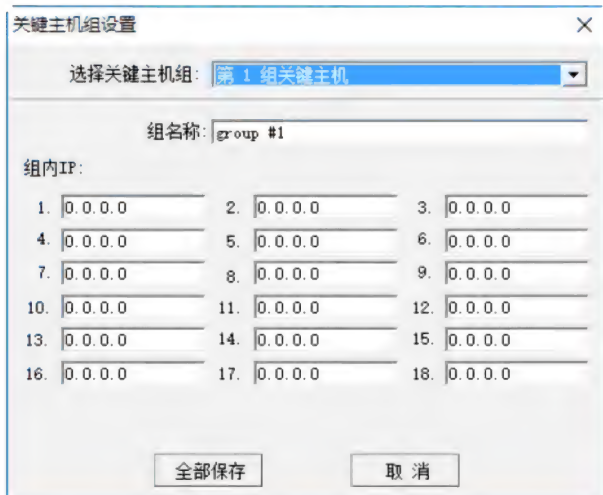 关键主机组设置
选择关键主机组: 第 1 组关键主机
组名称: group #1
组内IP:
1. 0.0.0.0 2. 0.0.0.0 3. 0.0.0.0
4. 0.0.0.0 5. 0.0.0.0 6. 0.0.0.0
7. 0.0.0.0 8. 0.0.0.0 9. 0.0.0.0
10. 0.0.0.0 11. 0.0.0.0 12. 0.0.0.0
13. 0.0.0.0 14. 0.0.0.0 15. 0.0.0.0
16. 0.0.0.0 17. 0.0.0.0 18. 0.0.0.0
全部保存 取 消